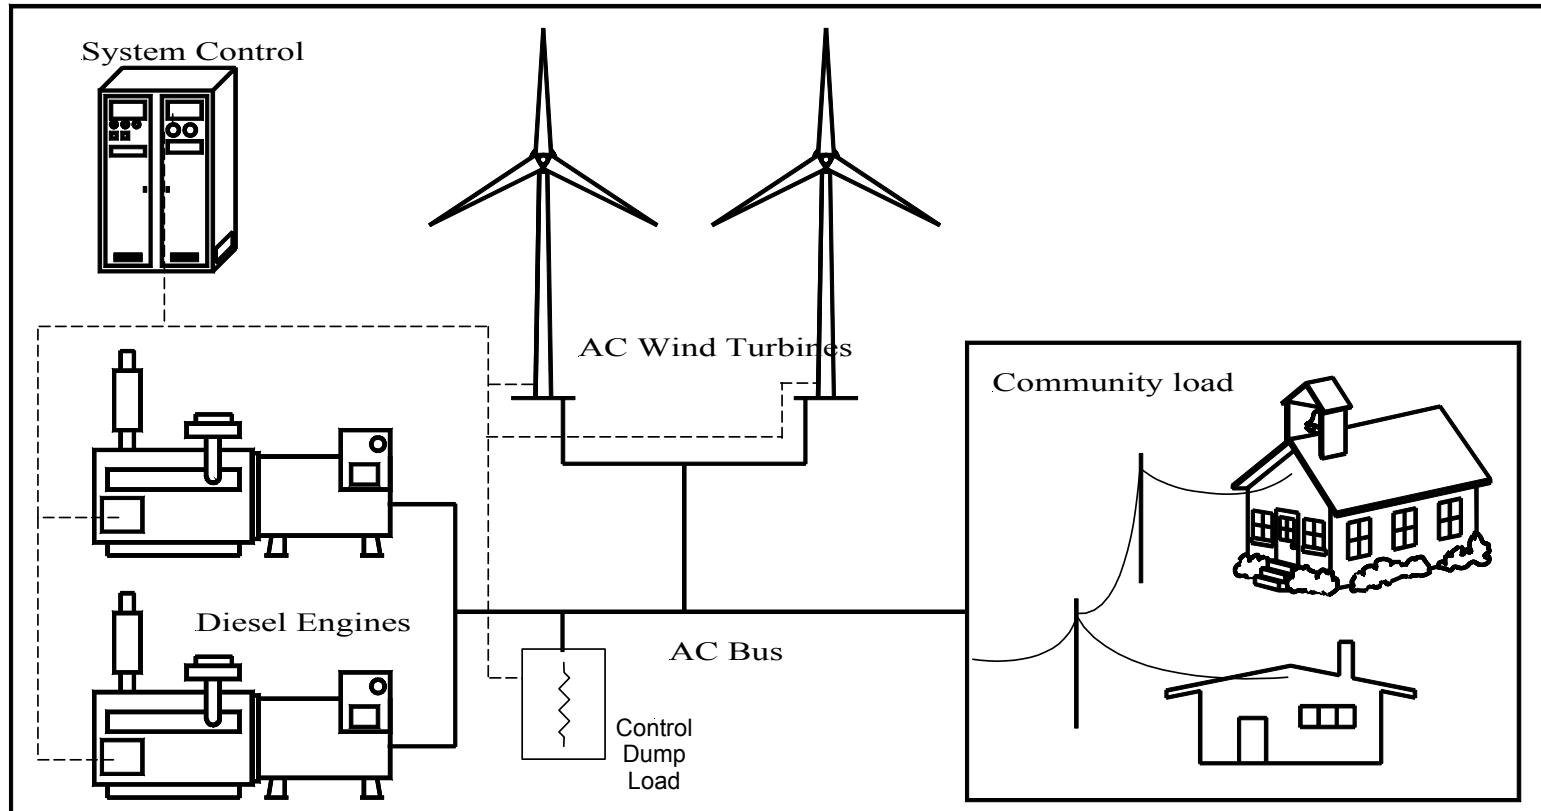 System Control
AC Wind Turbines
Community load
Diesel Engines
AC Bus
Control
Dump
Load